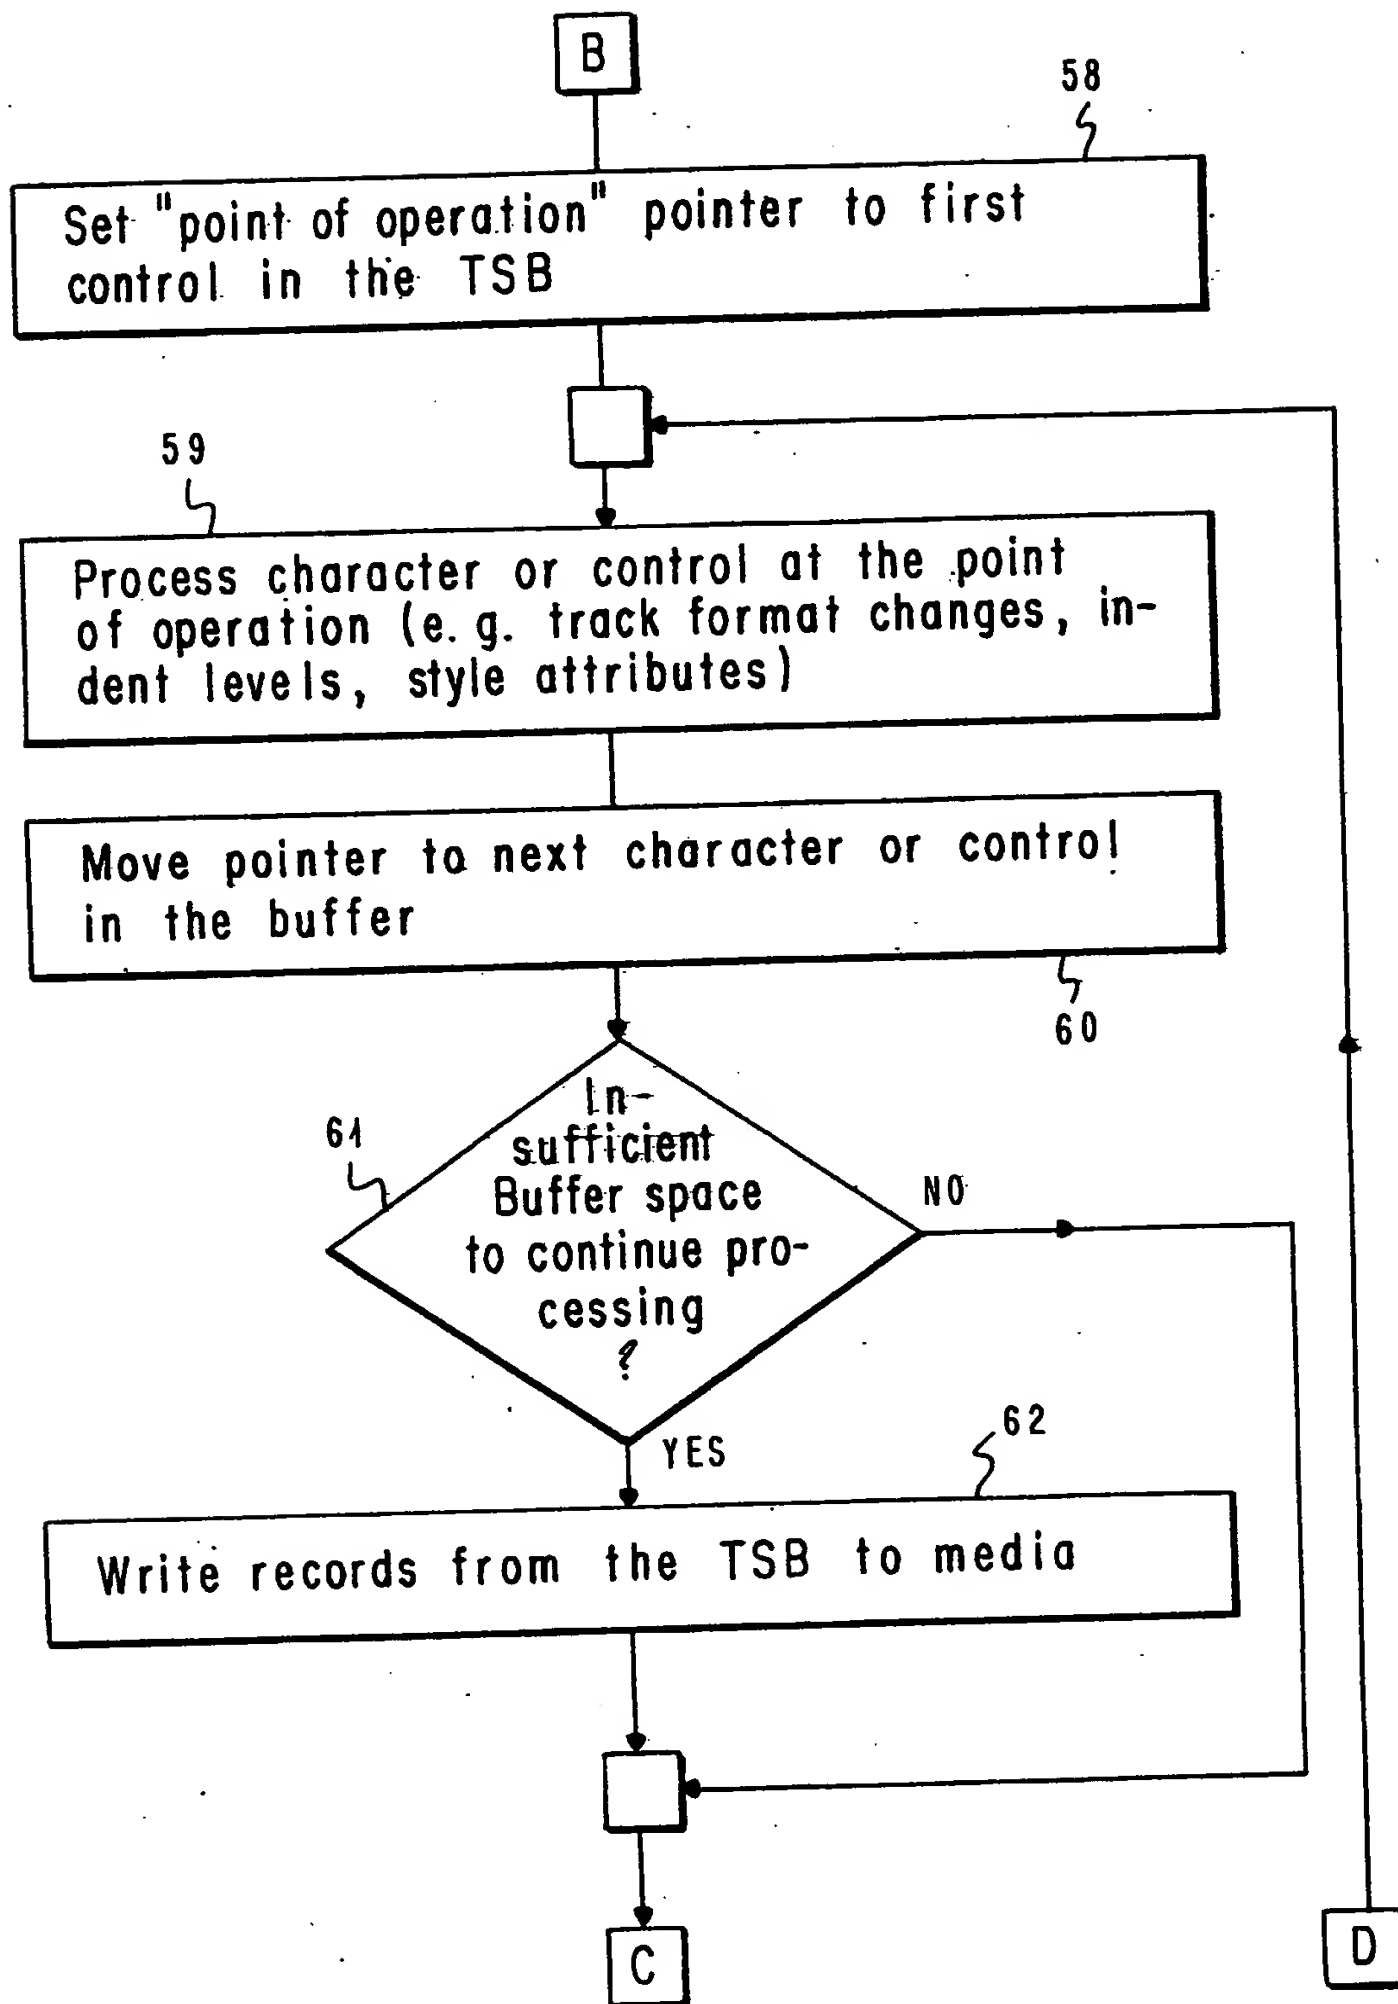 B
58
Set "point of operation" pointer to first
control in the TSB
59
Process character or control at the point
of operation (e.g. track format changes, in-
dent levels, style attributes)
Move pointer to next character or control
in the buffer
60
61
In-
sufficient
Buffer space
to continue pro-
cessing
?
NO
YES
62
Write records from the TSB to media
C
D